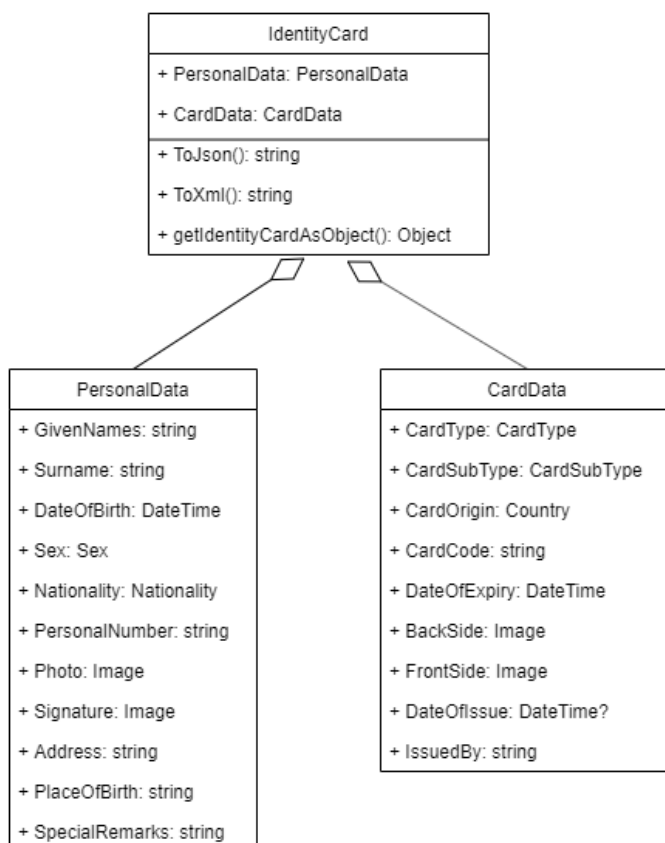 IdentityCard
+ PersonalData: PersonalData
+ CardData: CardData
+ ToJson(): string
+ ToXml(): string
+ getIdentityCardAsObject(): Object
PersonalData
+ GivenNames: string
+ Surname: string
+ DateOfBirth: DateTime
+ Sex: Sex
+ Nationality: Nationality
+ PersonalNumber: string
+ Photo: Image
+ Signature: Image
+ Address: string
+ PlaceOfBirth: string
+ SpecialRemarks: string
CardData
+ CardType: CardType
+ CardSubType: CardSubType
+ CardOrigin: Country
+ CardCode: string
+ DateOfExpiry: DateTime
+ BackSide: Image
+ FrontSide: Image
+ DateOfIssue: DateTime?
+ IssuedBy: string